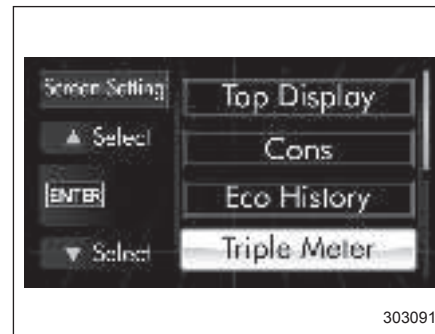 Screen Setting
Top Display
▲ Select
Cons
ENTER
Eco History
▼ Select
Triple Meter
303091